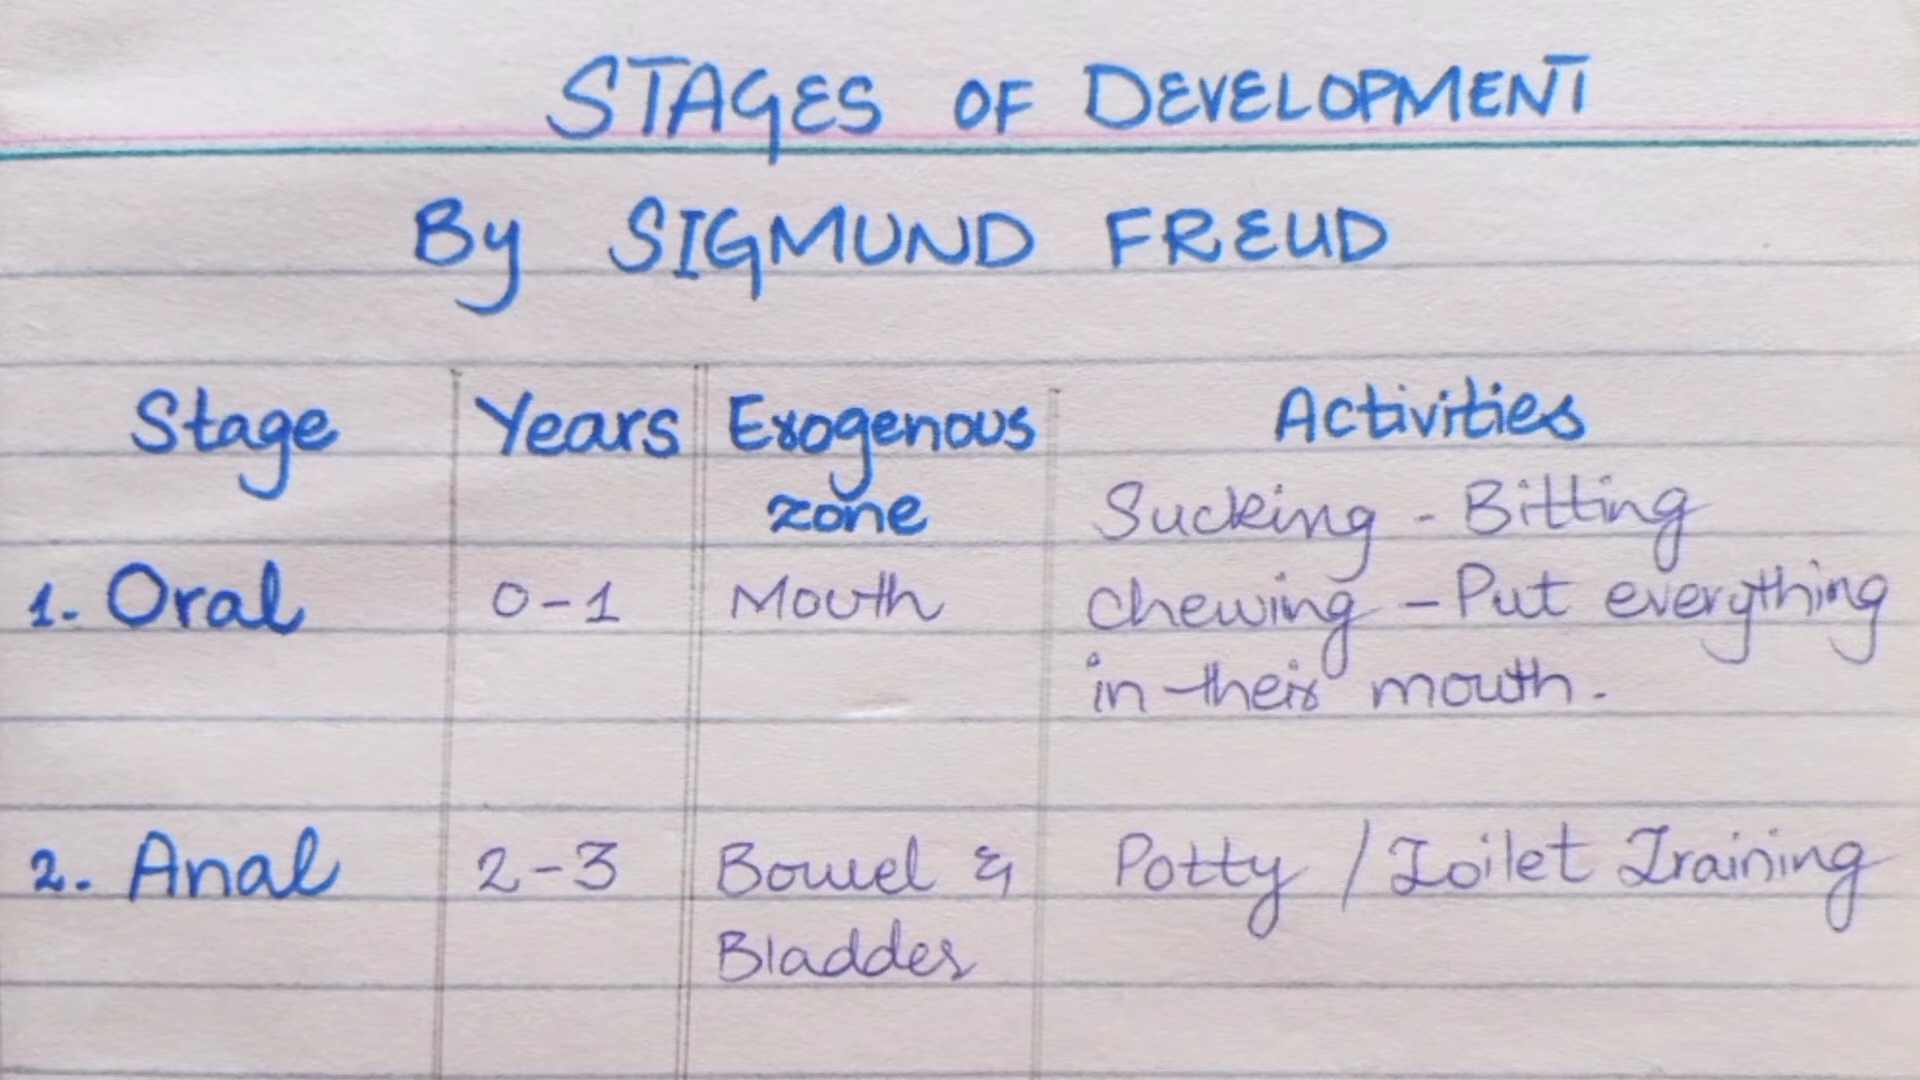 STAGES OF DEVELOPMENT
By SIGMUND FREUD
Stage Years Exogenous Activities
zone
Sucking - Bitting
1. Oral 0-1 Mouth chewing - Put everything
in their mouth.
2. Anal 2-3 Bowel & Potty / Toilet Training
Bladder